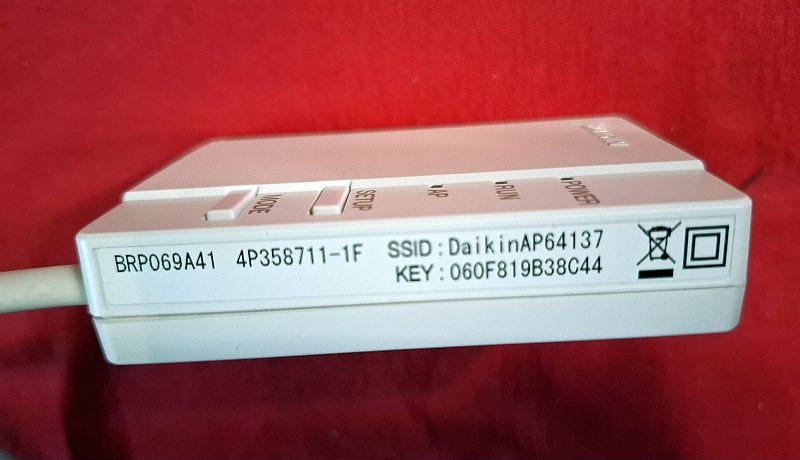 MODE
SETUP
AP
RUN
POWER
BRP069A41 4P358711-1F SSID : DaikinAP64137
KEY : 060F819B38C44